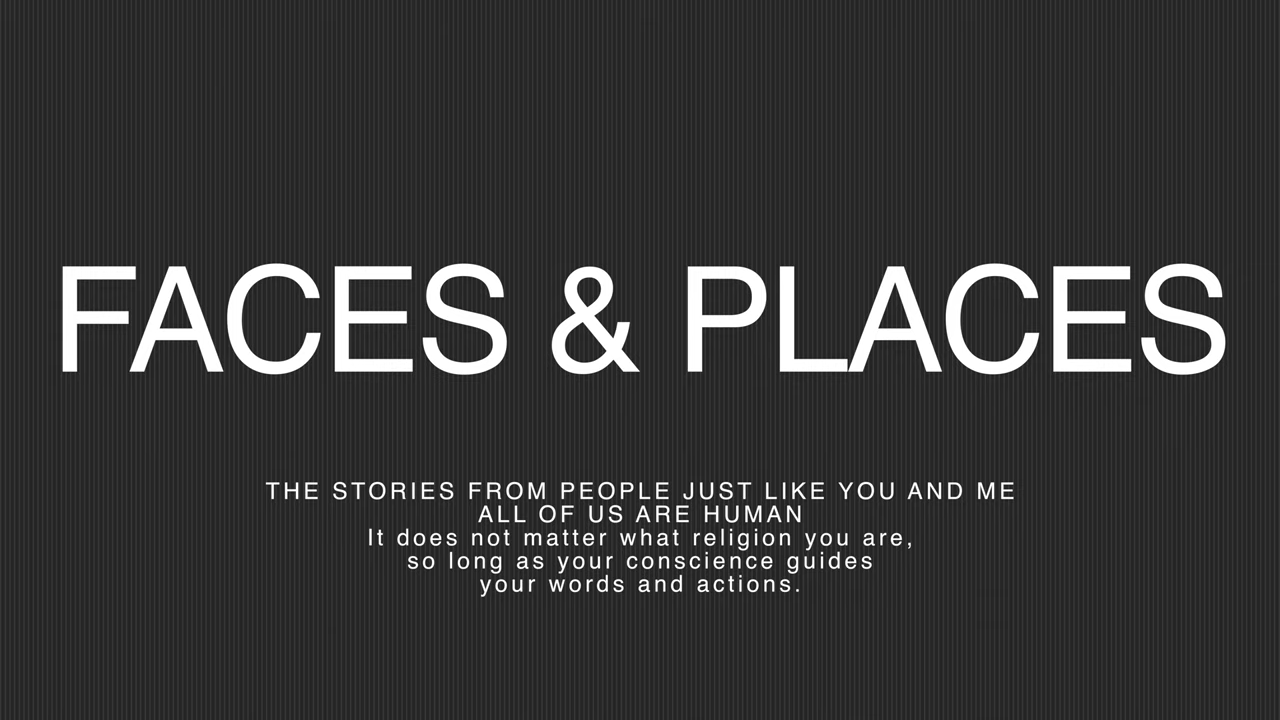 FACES & PLACES
THE STORIES FROM PEOPLE JUST LIKE YOU AND ME
ALL OF US ARE HUMAN
It does not matter what religion you are,
so long as your conscience guides
your words and actions.